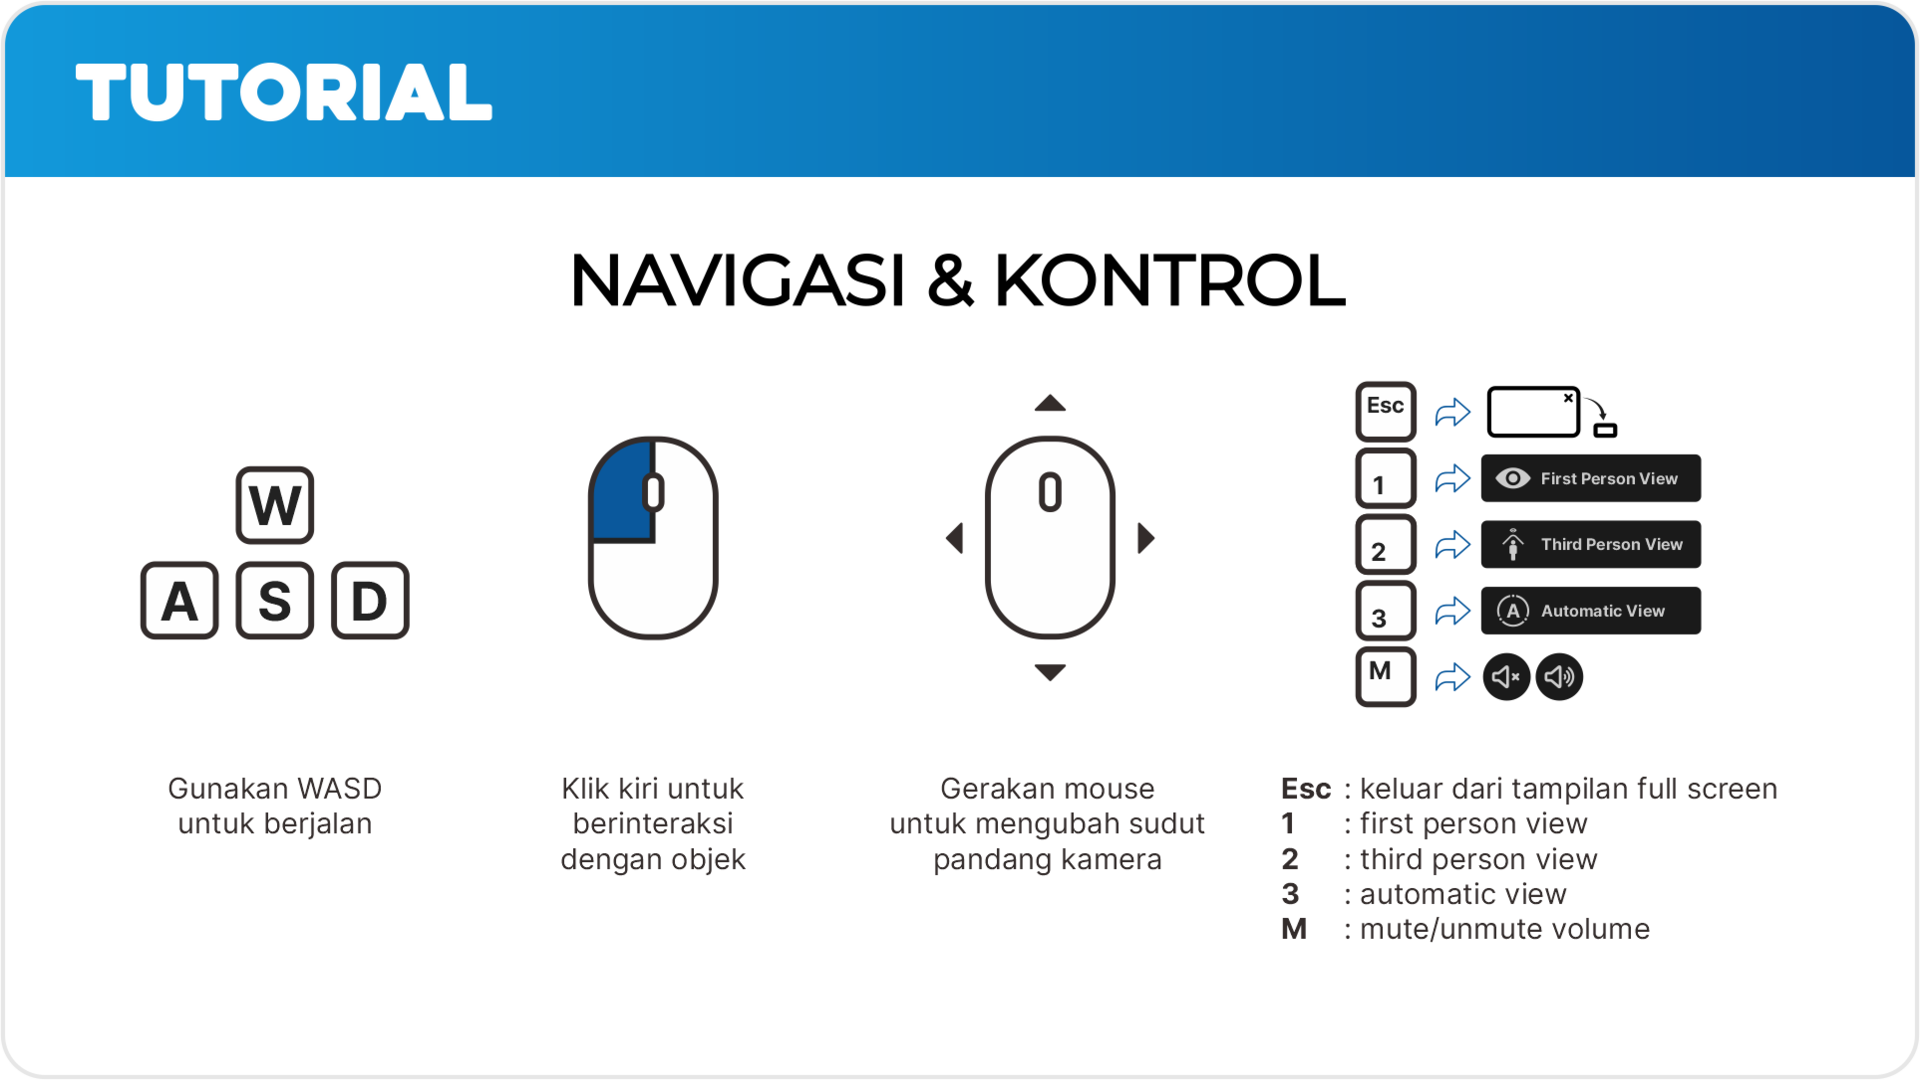 TUTORIAL
NAVIGASI & KONTROL
W
A S D
Gunakan WASD
untuk berjalan
Klik kiri untuk
berinteraksi
dengan objek
Gerakan mouse
untuk mengubah sudut
pandang kamera
Esc
1 First Person View
2 Third Person View
3 A Automatic View
M
Esc : keluar dari tampilan full screen
1 : first person view
2 : third person view
3 : automatic view
M : mute/unmute volume